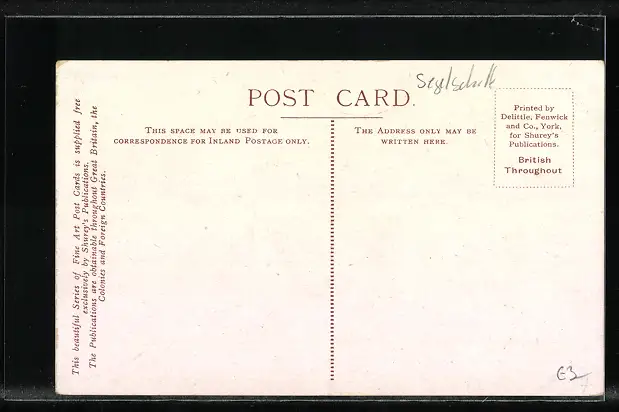 Segelschiffe
POST CARD.
THIS SPACE MAY BE USED FOR
CORRESPONDENCE FOR INLAND POSTAGE ONLY.
THE ADDRESS ONLY MAY BE
WRITTEN HERE.
Printed by
Delittle, Fenwick
and Co., York,
for Shurey's
Publications.
British
Throughout
This beautiful Series of Fine Art Post Cards is supplied free
exclusively by Shurey's Publications.
The Publications are obtainable throughout Great Britain, the
Colonies and Foreign Countries.